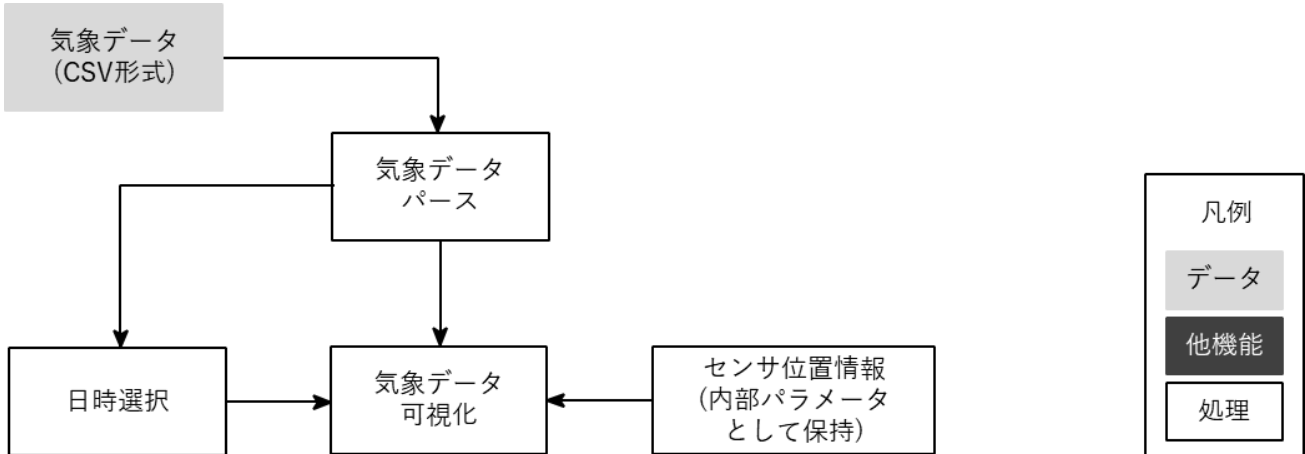 気象データ
(CSV形式)
気象データ
パース
日時選択
気象データ
可視化
センサ位置情報
(内部パラメータ
として保持)
凡例
データ
他機能
処理